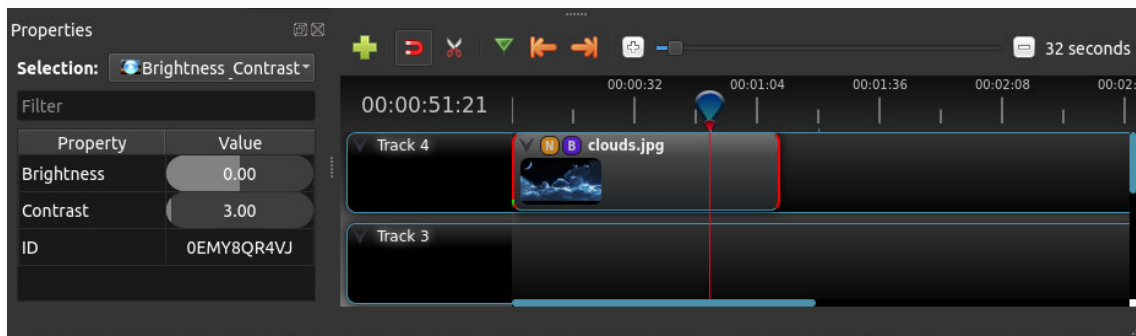 Properties
Selection: Brightness_Contrast
Filter
Property Value
Brightness 0.00
Contrast 3.00
ID 0EMY8QR4VJ
32 seconds
00:00:51:21
00:00:32 00:01:04 00:01:36 00:02:08 00:02:
Track 4
N B clouds.jpg
Track 3